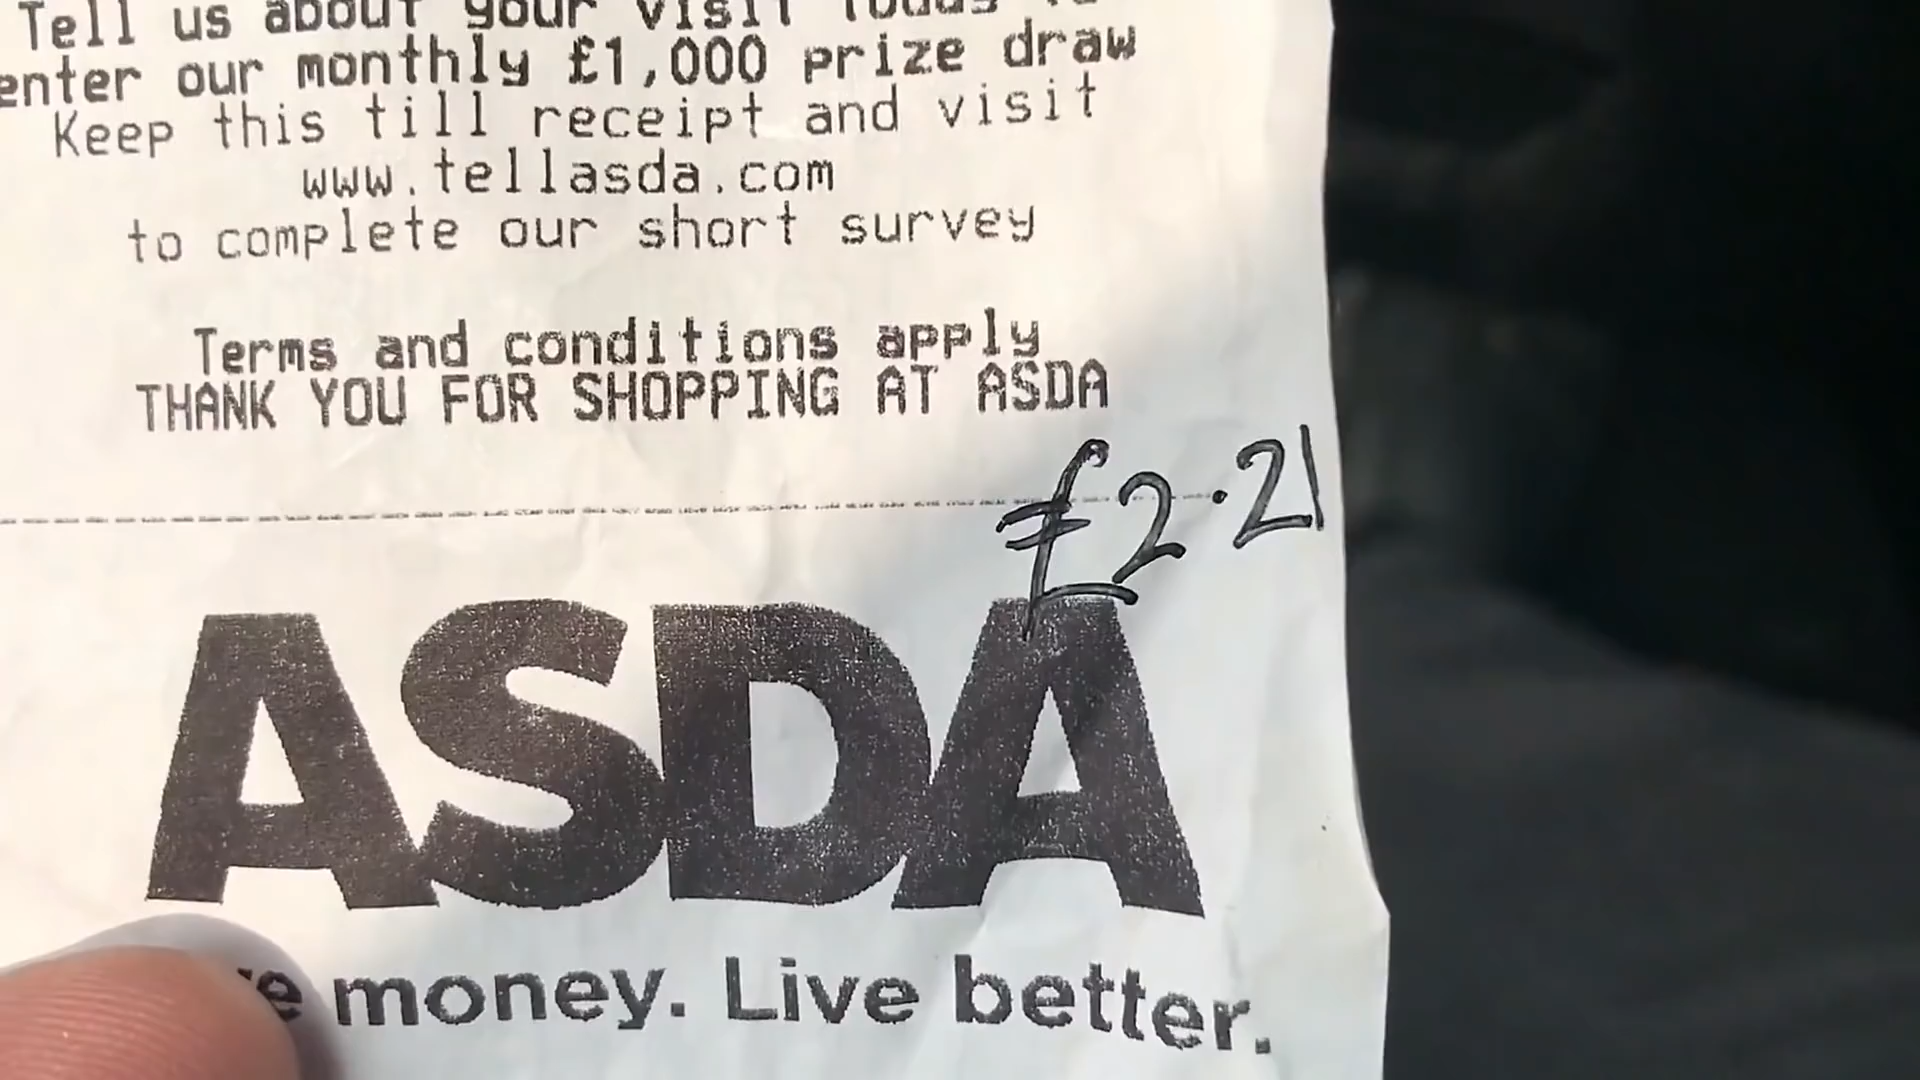 Tell us about your visit today to
enter our monthly £1,000 prize draw
Keep this till receipt and visit
www.tellasda.com
to complete our short survey
Terms and conditions apply
THANK YOU FOR SHOPPING AT ASDA
£2.21
ASDA
money. Live better.